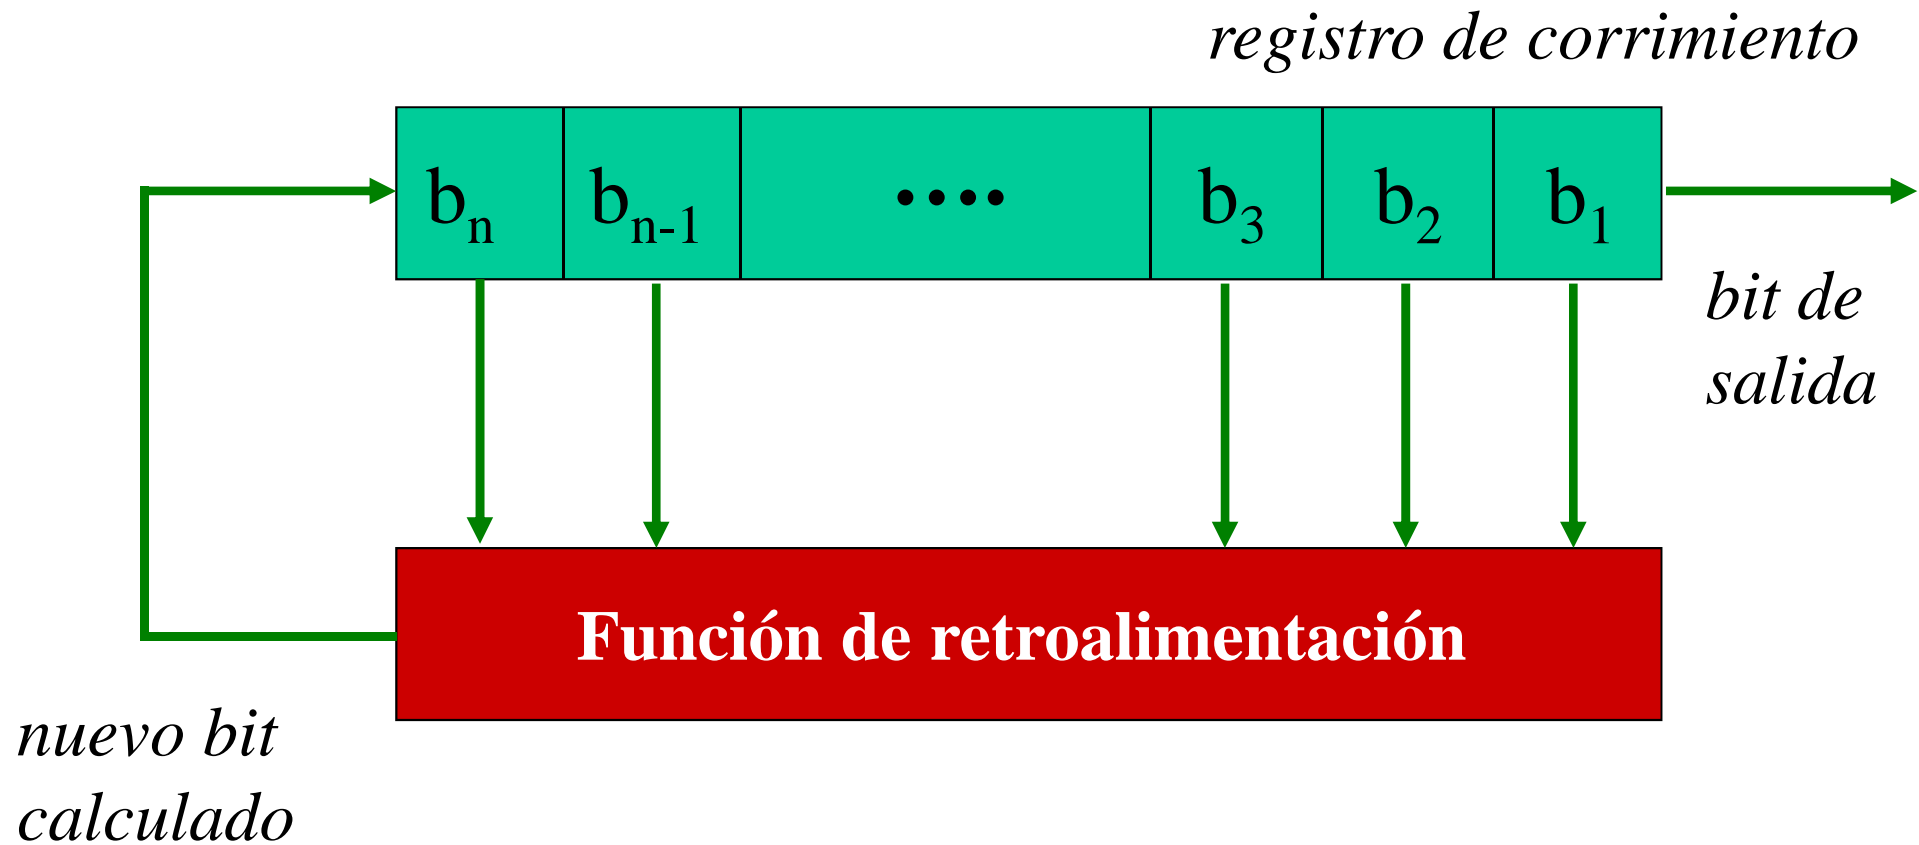 registro de corrimiento
bₙ bₙ₋₁ •••• b₃ b₂ b₁
bit de
salida
Función de retroalimentación
nuevo bit
calculado